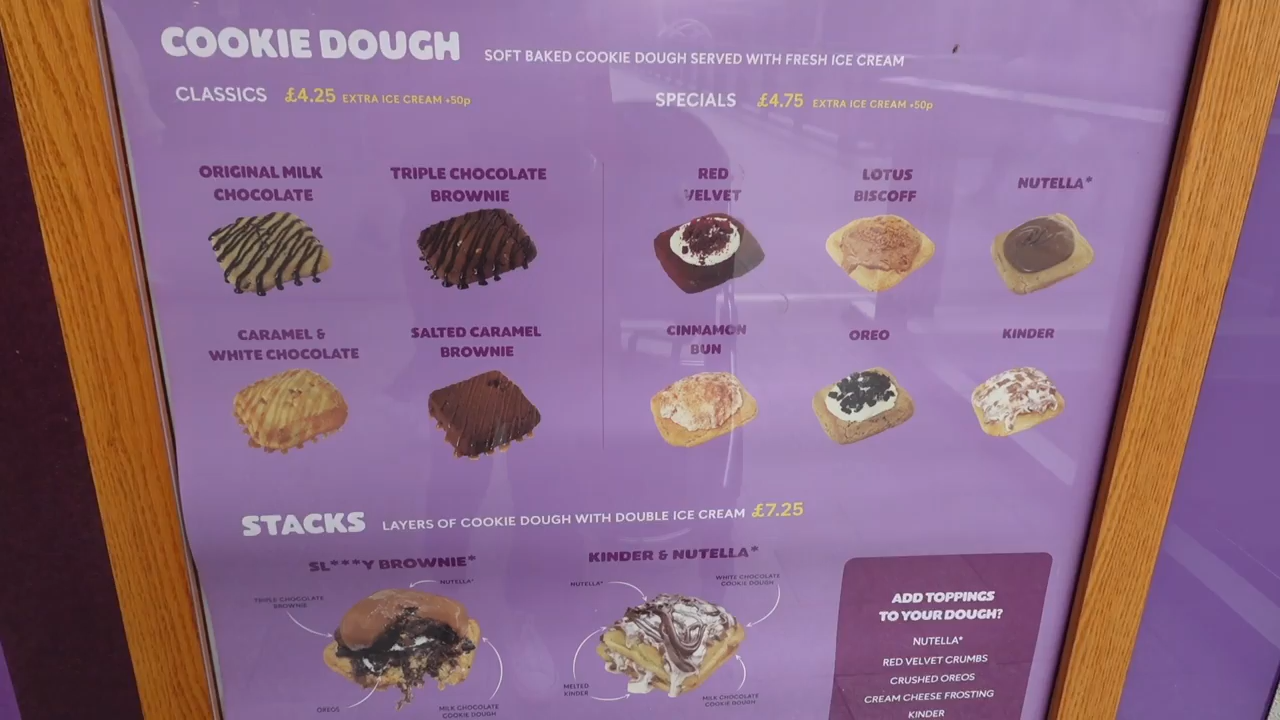 COOKIE DOUGH SOFT BAKED COOKIE DOUGH SERVED WITH FRESH ICE CREAM
CLASSICS £4.25 EXTRA ICE CREAM +50p
ORIGINAL MILK
CHOCOLATE
TRIPLE CHOCOLATE
BROWNIE
CARAMEL &
WHITE CHOCOLATE
SALTED CARAMEL
BROWNIE
SPECIALS £4.75 EXTRA ICE CREAM +50p
RED
VELVET
LOTUS
BISCOFF
NUTELLA*
CINNAMON
BUN
OREO
KINDER
STACKS LAYERS OF COOKIE DOUGH WITH DOUBLE ICE CREAM £7.25
SL***Y BROWNIE*
NUTELLA*
TRIPLE CHOCOLATE
BROWNIE
OREOS
MILK CHOCOLATE
COOKIE DOUGH
KINDER & NUTELLA*
NUTELLA*
WHITE CHOCOLATE
COOKIE DOUGH
MELTED
KINDER
MILK CHOCOLATE
COOKIE DOUGH
ADD TOPPINGS
TO YOUR DOUGH?
NUTELLA*
RED VELVET CRUMBS
CRUSHED OREOS
CREAM CHEESE FROSTING
KINDER